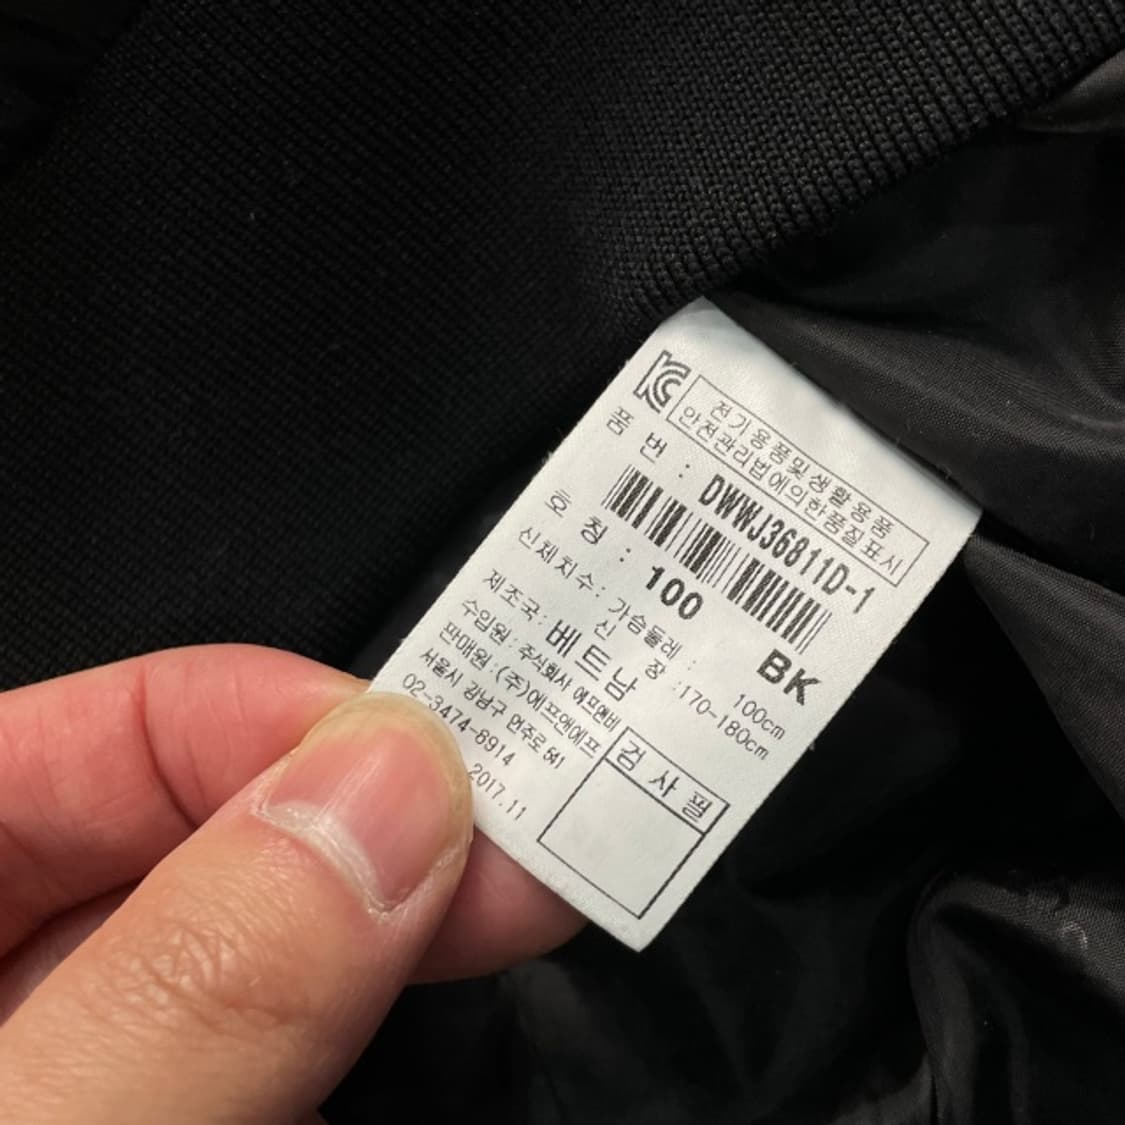 KC
전기용품및생활용품
안전관리법에의한품질표시
품 번 : DWWJ36811D-1
호 칭 : 100 BK
신체치수: 가슴둘레 : 100cm
신 장 :170-180cm
제조국: 베트남
수입원: 주식회사 에프앤비
판매원:(주)에프앤에프
서울시 강남구 언주로 541
02-3474-6914
2017.11
검사필